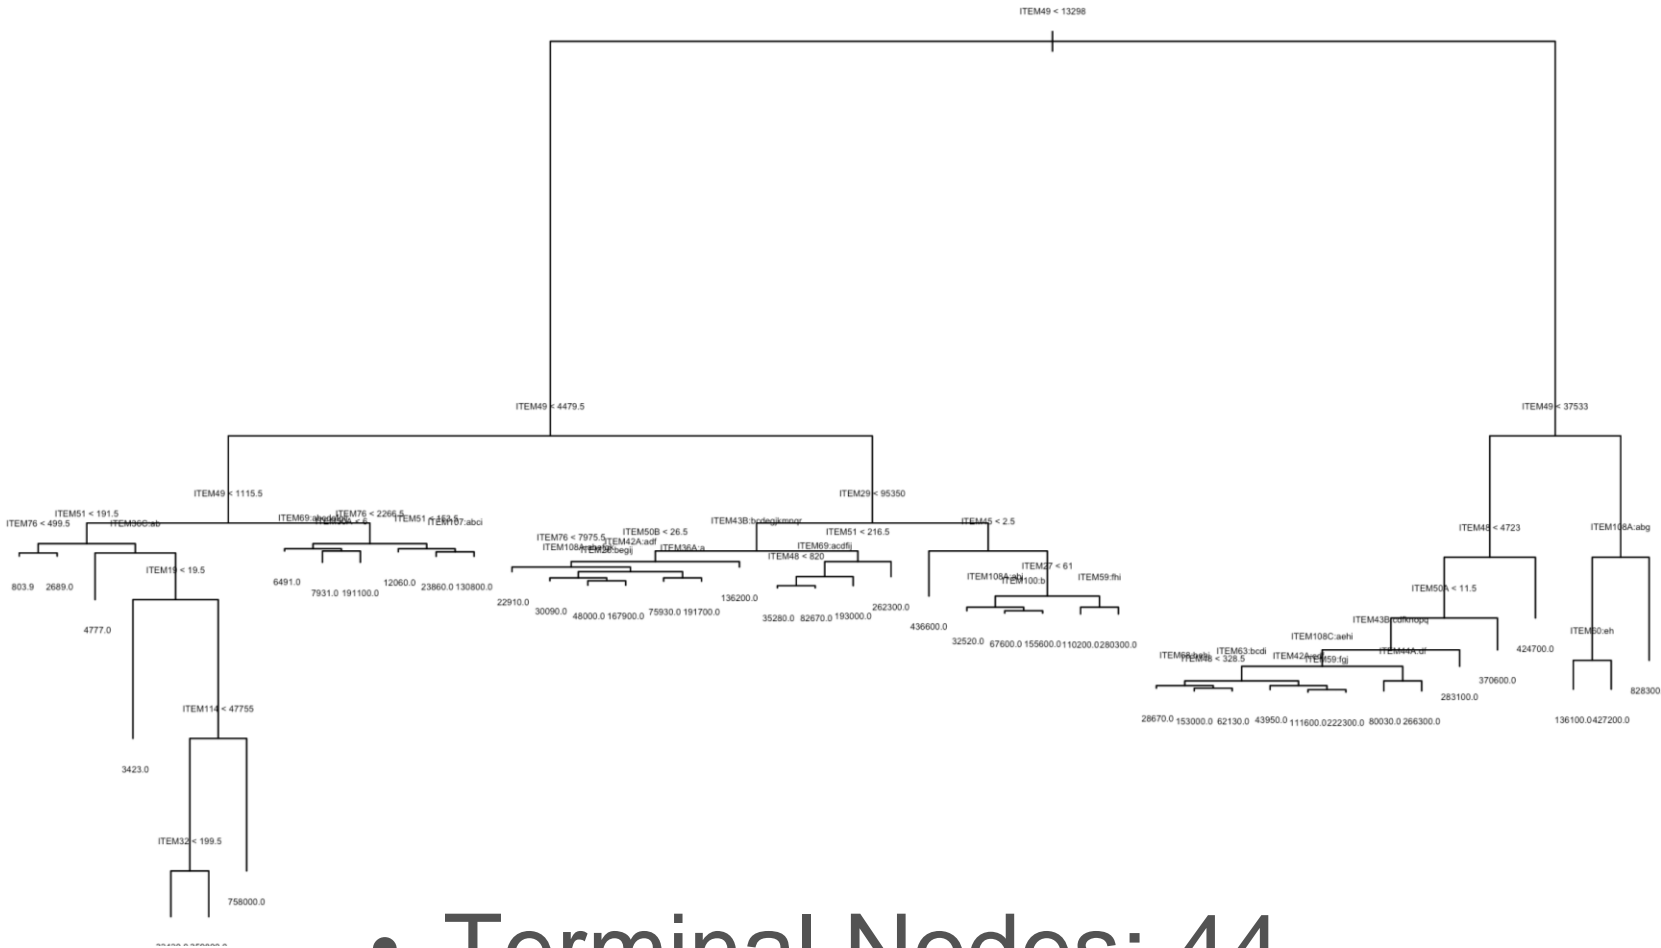 ITEM49 < 13298
ITEM49 < 4479.5
ITEM49 < 37533
ITEM49 < 1115.5
ITEM29 < 95350
ITEM51 < 191.5
ITEM76 < 499.5
ITEM36C:ab
ITEM76 < 2266.5
ITEM107:abci
ITEM43B:bcdegjkmnqr
ITEM45 < 2.5
ITEM50B < 26.5
ITEM51 < 216.5
ITEM76 < 7975.5
ITEM42A:adf
ITEM36A:a
ITEM69:acdfij
ITEM48 < 820
ITEM48 < 4723
ITEM108A:abg
ITEM19 < 19.5
ITEM27 < 61
ITEM100:b
ITEM59:fhi
803.9 2689.0
6491.0
7931.0 191100.0
12060.0
23860.0 130800.0
ITEM50A < 11.5
22910.0
30090.0
48000.0 167900.0
75930.0 191700.0
136200.0
35280.0 82670.0 193000.0
262300.0
436600.0
4777.0
32520.0
67600.0 155600.0 110200.0 280300.0
ITEM108C:aehi
ITEM63:bcdi
ITEM60:eh
ITEM59:fgj
ITEM44A:df
424700.0
370600.0
283100.0
828300
28670.0 153000.0 62130.0 43950.0 111600.0 222300.0 80030.0 266300.0
136100.0 427200.0
ITEM114 < 47755
3423.0
ITEM32 < 199.5
758000.0
• Terminal Nodes: 44